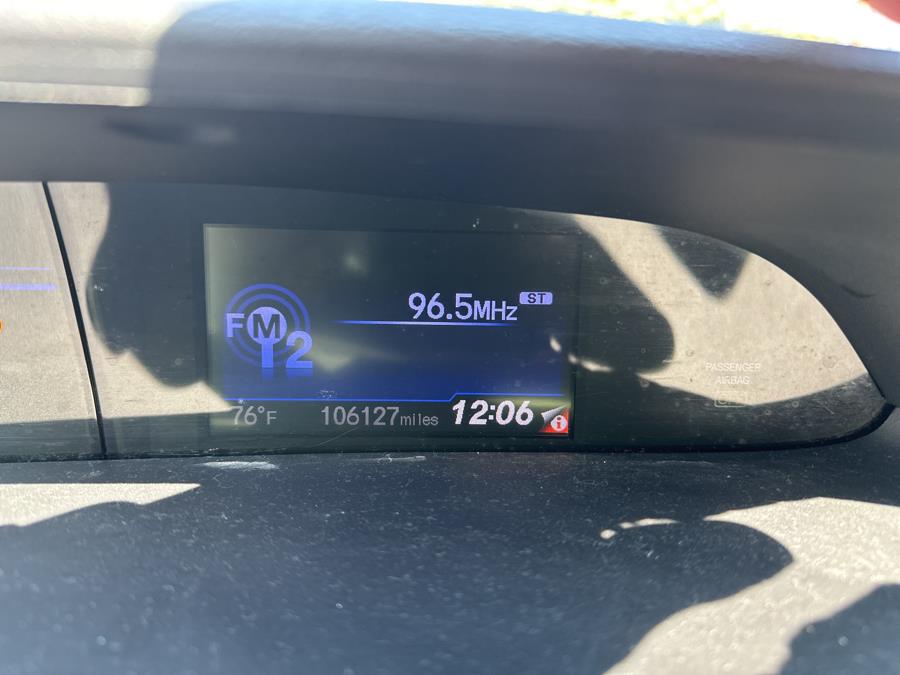 96.5MHz ST
FM 2
76°F 106127miles 12:06 i
PASSENGER
AIRBAG